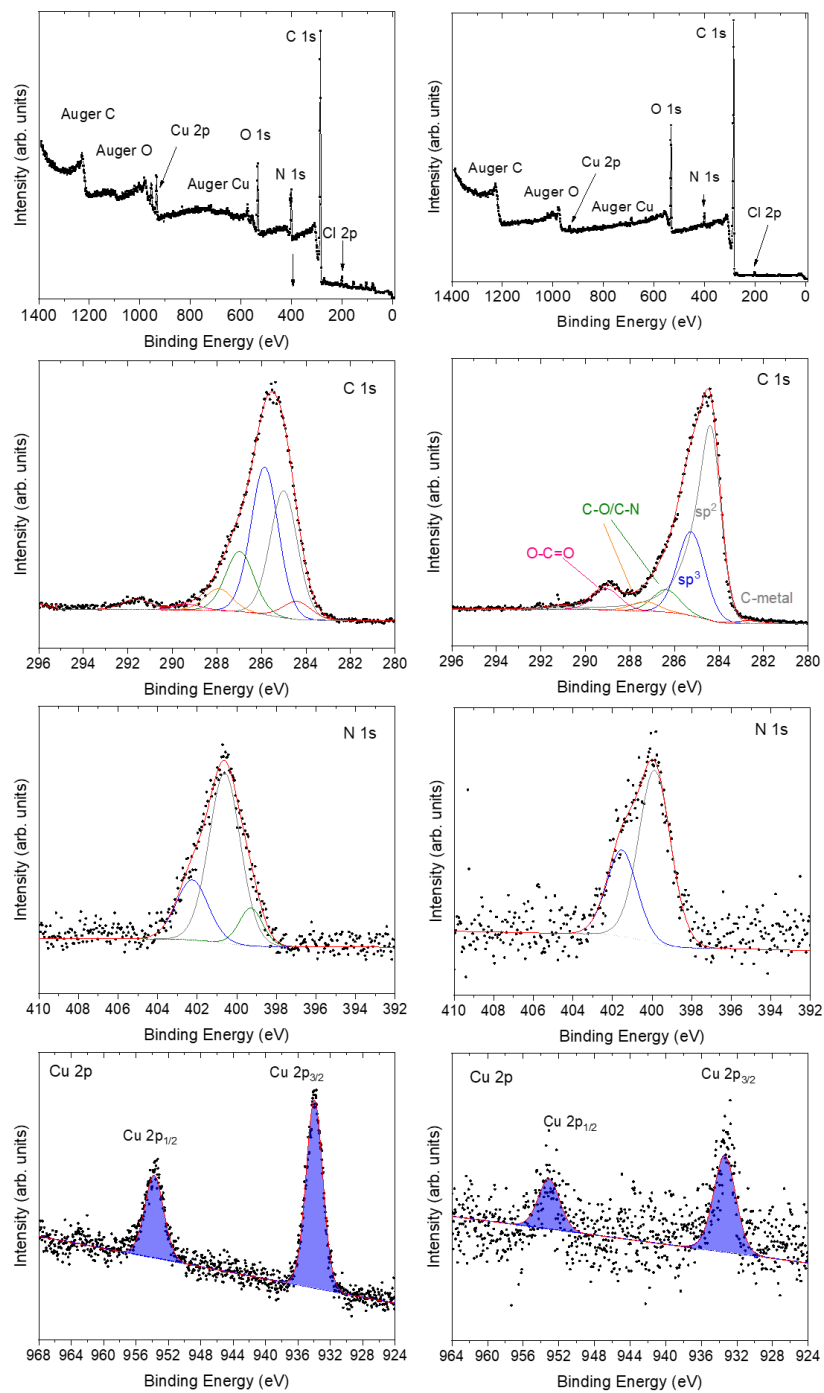 C 1s
Auger C
O 1s
Cu 2p
Auger O
N 1s
Auger Cu
Cl 2p
Intensity (arb. units)
1400 1200 1000 800 600 400 200 0
Binding Energy (eV)
C 1s
O 1s
Cu 2p
N 1s
Auger C
Auger O
Auger Cu
Cl 2p
Intensity (arb. units)
1400 1200 1000 800 600 400 200 0
Binding Energy (eV)
C 1s
Intensity (arb. units)
296 294 292 290 288 286 284 282 280
Binding Energy (eV)
C 1s
C-O/C-N
sp2
O-C=O
sp3
C-metal
Intensity (arb. units)
296 294 292 290 288 286 284 282 280
Binding Energy (eV)
N 1s
Intensity (arb. units)
410 408 406 404 402 400 398 396 394 392
Binding Energy (eV)
N 1s
Intensity (arb. units)
410 408 406 404 402 400 398 396 394 392
Binding Energy (eV)
Cu 2p
Cu 2p3/2
Cu 2p1/2
Intensity (arb. units)
968 964 960 956 952 948 944 940 936 932 928 924
Binding Energy (eV)
Cu 2p
Cu 2p3/2
Cu 2p1/2
Intensity (arb. units)
964 960 956 952 948 944 940 936 932 928 924
Binding Energy (eV)